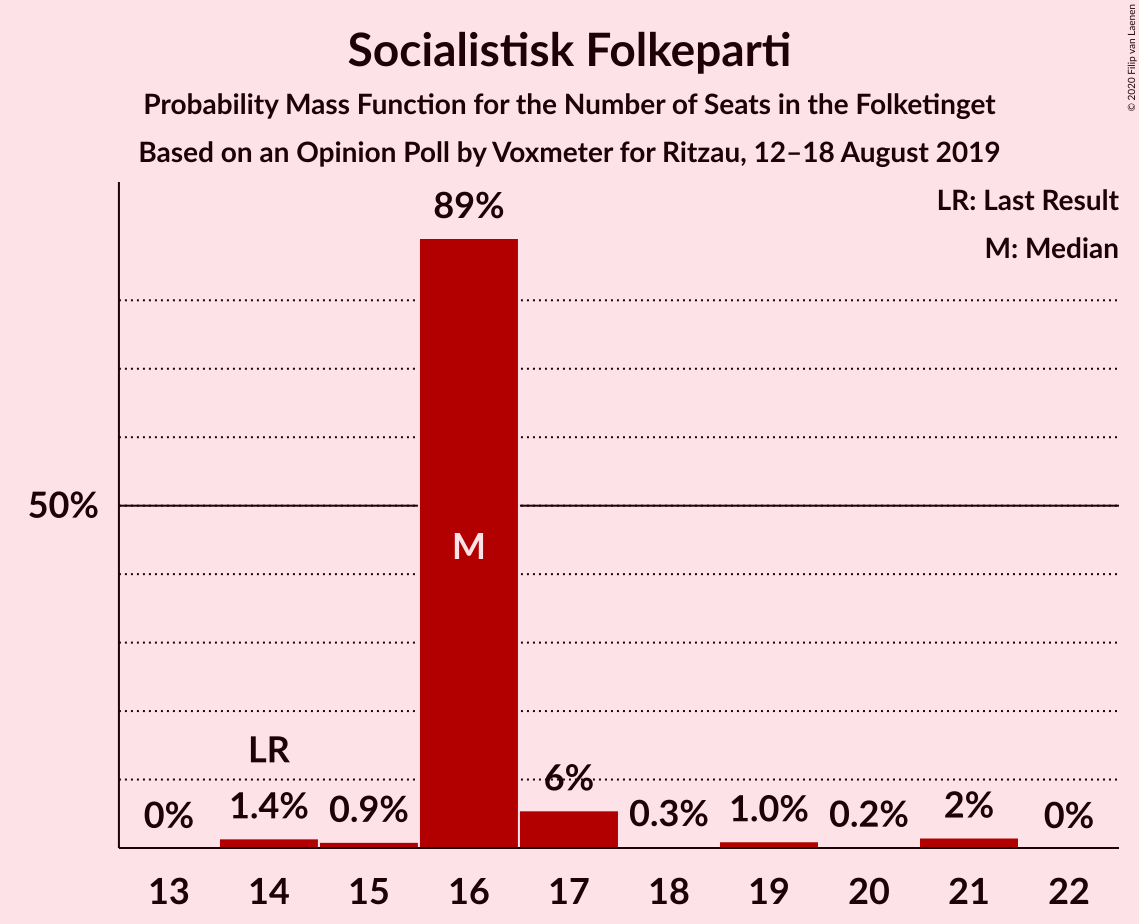 Socialistisk Folkeparti
Probability Mass Function for the Number of Seats in the Folketinget
Based on an Opinion Poll by Voxmeter for Ritzau, 12–18 August 2019
© 2020 Filip van Laenen
LR: Last Result
M: Median
89%
50%
M
LR
0%
1.4%
0.9%
6%
0.3%
1.0%
0.2%
2%
0%
13 14 15 16 17 18 19 20 21 22